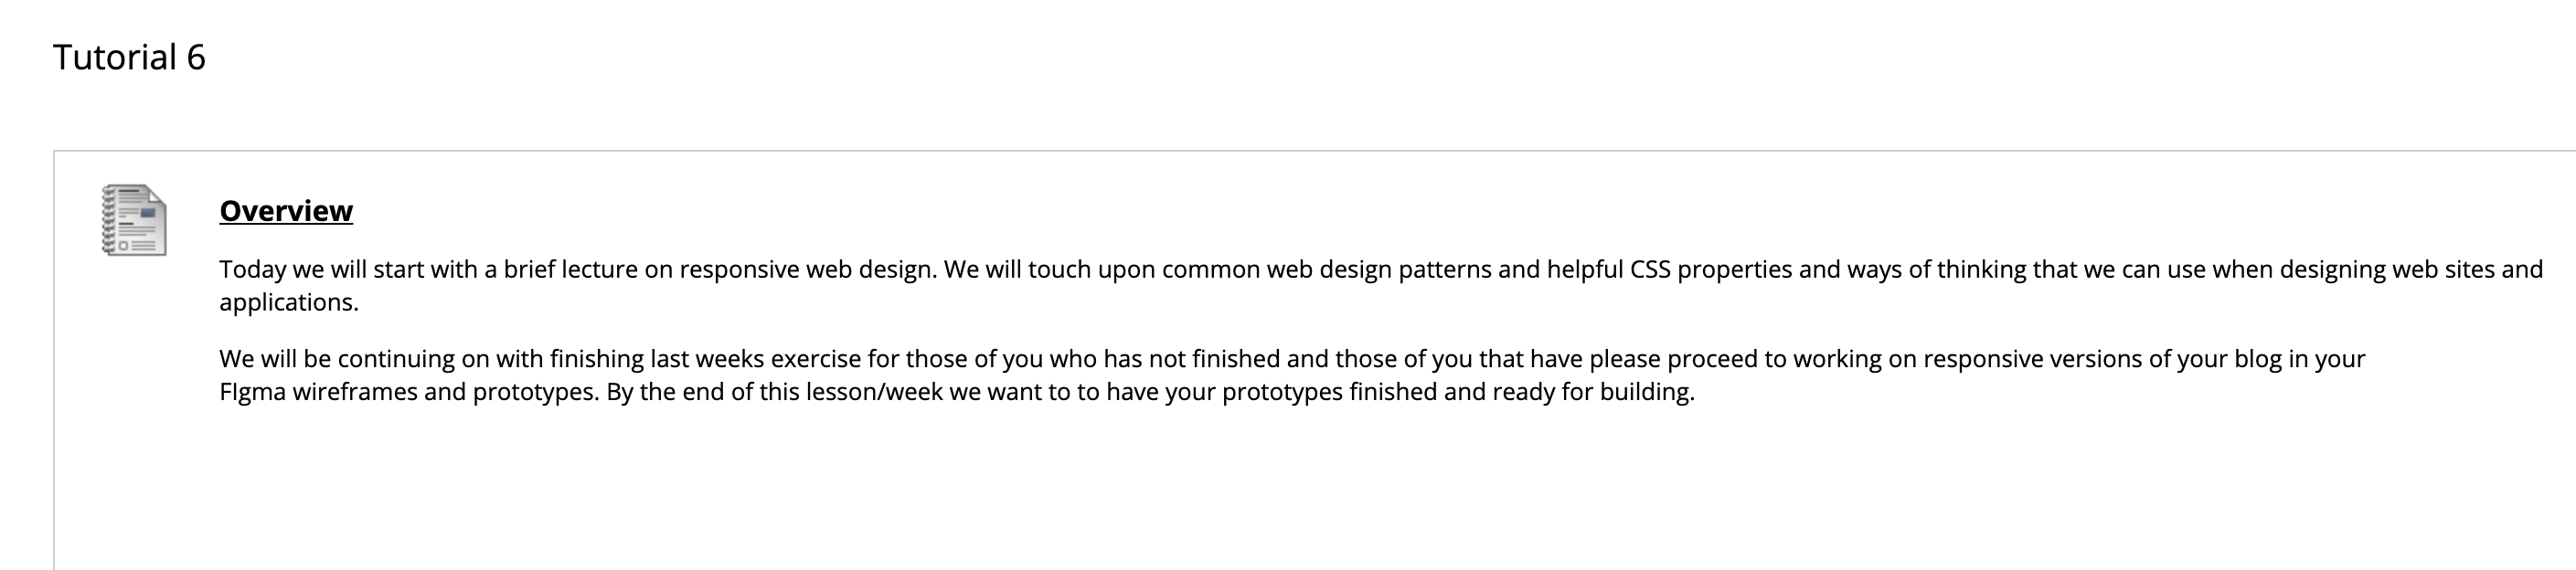 Tutorial 6
Overview
Today we will start with a brief lecture on responsive web design. We will touch upon common web design patterns and helpful CSS properties and ways of thinking that we can use when designing web sites and
applications.
We will be continuing on with finishing last weeks exercise for those of you who has not finished and those of you that have please proceed to working on responsive versions of your blog in your
FIgma wireframes and prototypes. By the end of this lesson/week we want to to have your prototypes finished and ready for building.